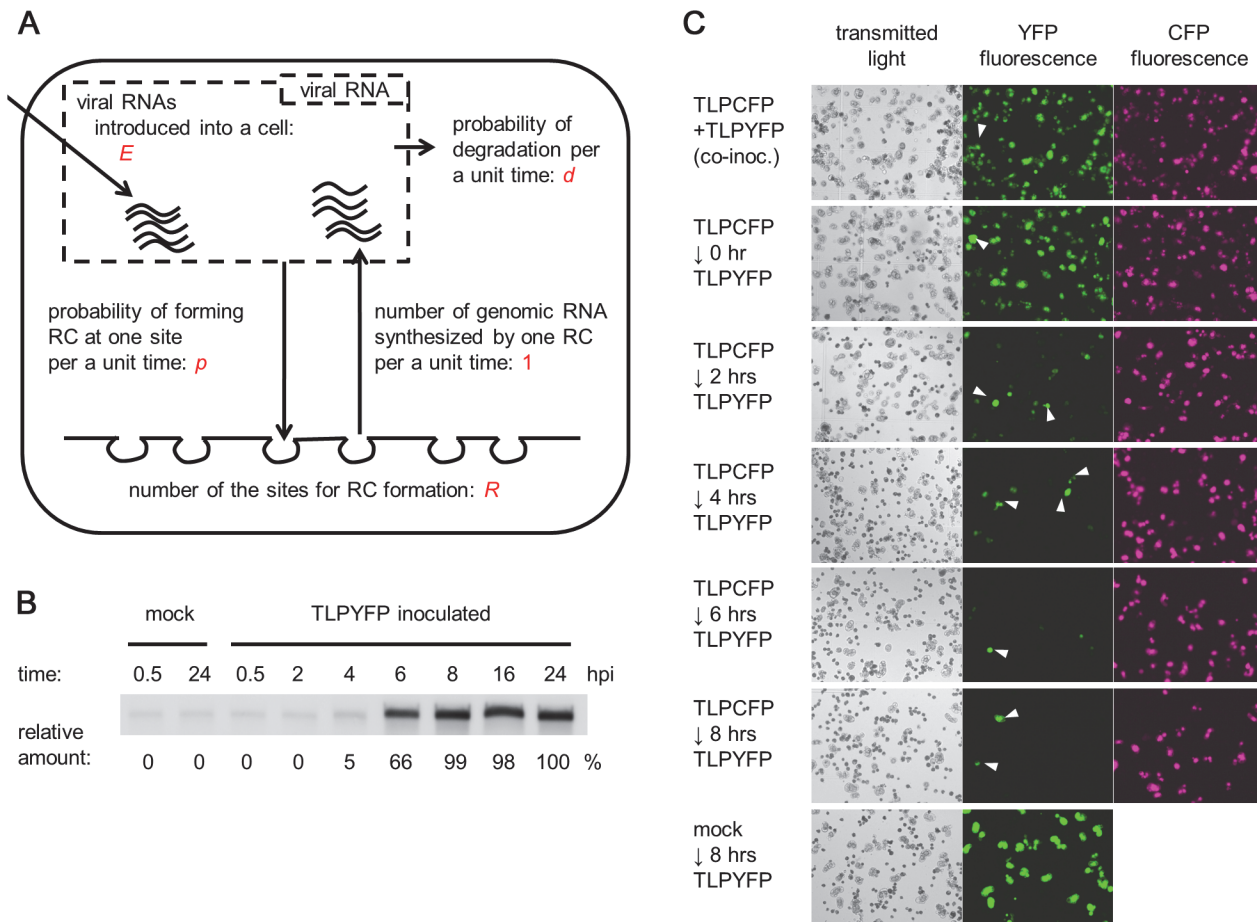 A
viral RNA
viral RNAs
introduced into a cell:
E
probability of
degradation per
a unit time: d
probability of forming
RC at one site
per a unit time: p
number of genomic RNA
synthesized by one RC
per a unit time: 1
number of the sites for RC formation: R
B
mock TLPYFP inoculated
time: 0.5 24 0.5 2 4 6 8 16 24 hpi
relative
amount: 0 0 0 0 5 66 99 98 100 %
C
transmitted
light
YFP
fluorescence
CFP
fluorescence
TLPCFP
+TLPYFP
(co-inoc.)
TLPCFP
↓ 0 hr
TLPYFP
TLPCFP
↓ 2 hrs
TLPYFP
TLPCFP
↓ 4 hrs
TLPYFP
TLPCFP
↓ 6 hrs
TLPYFP
TLPCFP
↓ 8 hrs
TLPYFP
mock
↓ 8 hrs
TLPYFP